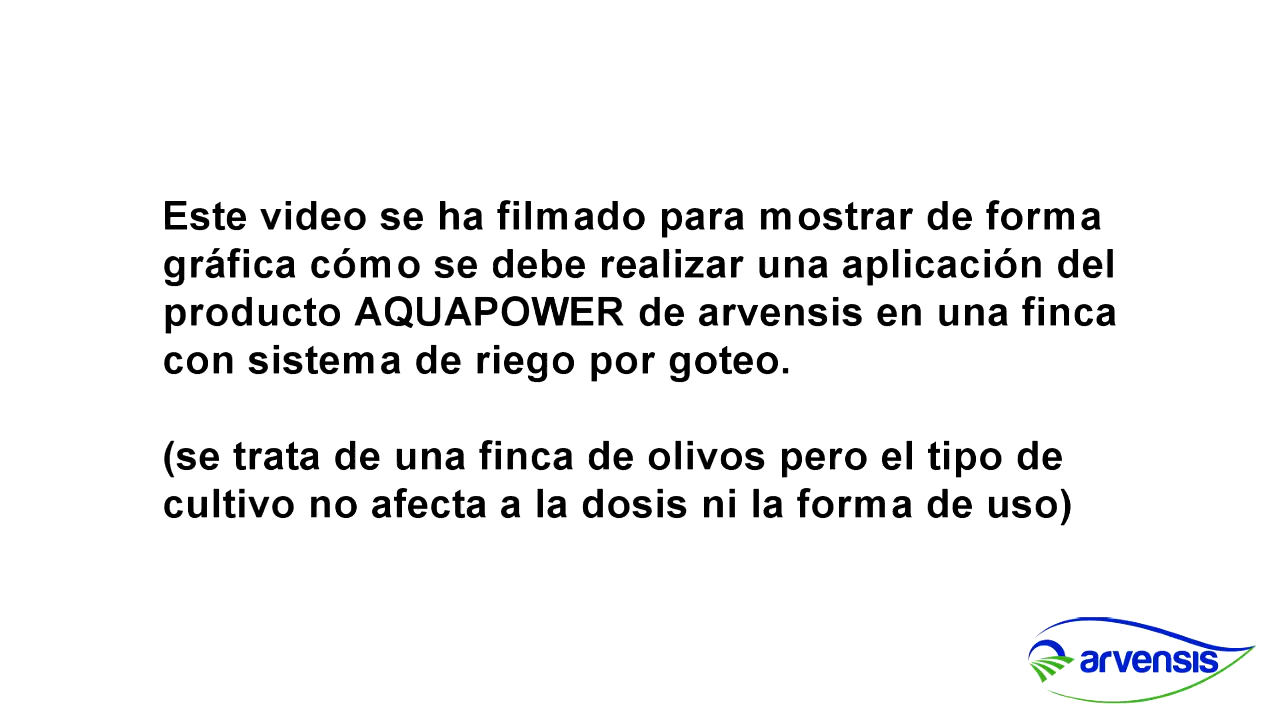 Este video se ha filmado para mostrar de forma
gráfica cómo se debe realizar una aplicación del
producto AQUAPOWER de arvensis en una finca
con sistema de riego por goteo.
(se trata de una finca de olivos pero el tipo de
cultivo no afecta a la dosis ni la forma de uso)
arvensis